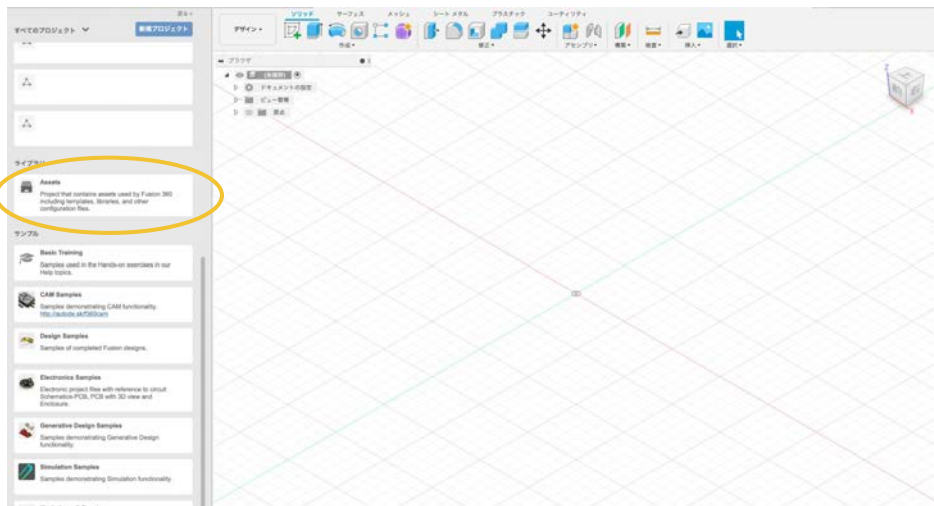 戻る
すべてのプロジェクト
新規プロジェクト
ライブラリ
Assets
Project that contains assets used by Fusion 360
including templates, libraries, and other
configuration files.
サンプル
Basic Training
Samples used in the Hands-on exercises in our
Help topics.
CAM Samples
Samples demonstrating CAM functionality.
Design Samples
Samples of completed Fusion designs.
Electronics Samples
Electronic project files with reference to circuit
Schematics-PCB, PCB with 3D view and
Enclosure.
Generative Design Samples
Samples demonstrating Generative Design
functionality.
Simulation Samples
Samples demonstrating Simulation functionality
ソリッド サーフェス メッシュ シート メタル プラスチック ユーティリティ
デザイン
作成 修正 アセンブリ 構築 検査 挿入 選択
ブラウザ
(未保存)
ドキュメントの設定
ビュー管理
原点
Z
X